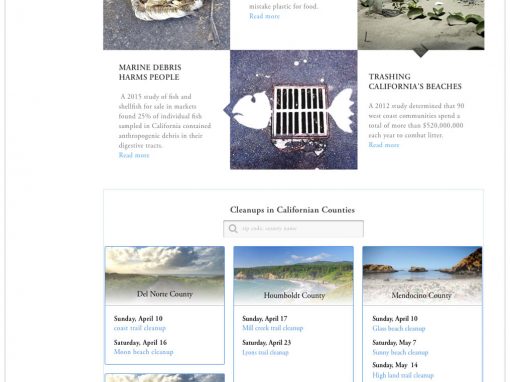 mistake plastic for food.
Read more
MARINE DEBRIS
HARMS PEOPLE
A 2015 study of fish and
shellfish for sale in markets
found 25% of individual fish
sampled in California contained
anthropogenic debris in their
digestive tracts.
Read more
TRASHING
CALIFORNIA'S BEACHES
A 2012 study determined that 90
west coast communities spend a
total of more than $520,000,000
each year to combat litter.
Read more
Cleanups in Californian Counties
zip code, county name
Del Norte County
Sunday, April 10
coast trail cleanup
Saturday, April 16
Moon beach cleanup
Houmboldt County
Sunday, April 17
Mill creek trail cleanup
Saturday, April 23
Lyons trail cleanup
Mendocino County
Sunday, April 10
Glass beach cleanup
Saturday, May 7
Sunny beach cleanup
Sunday, May 14
High land trail cleanup